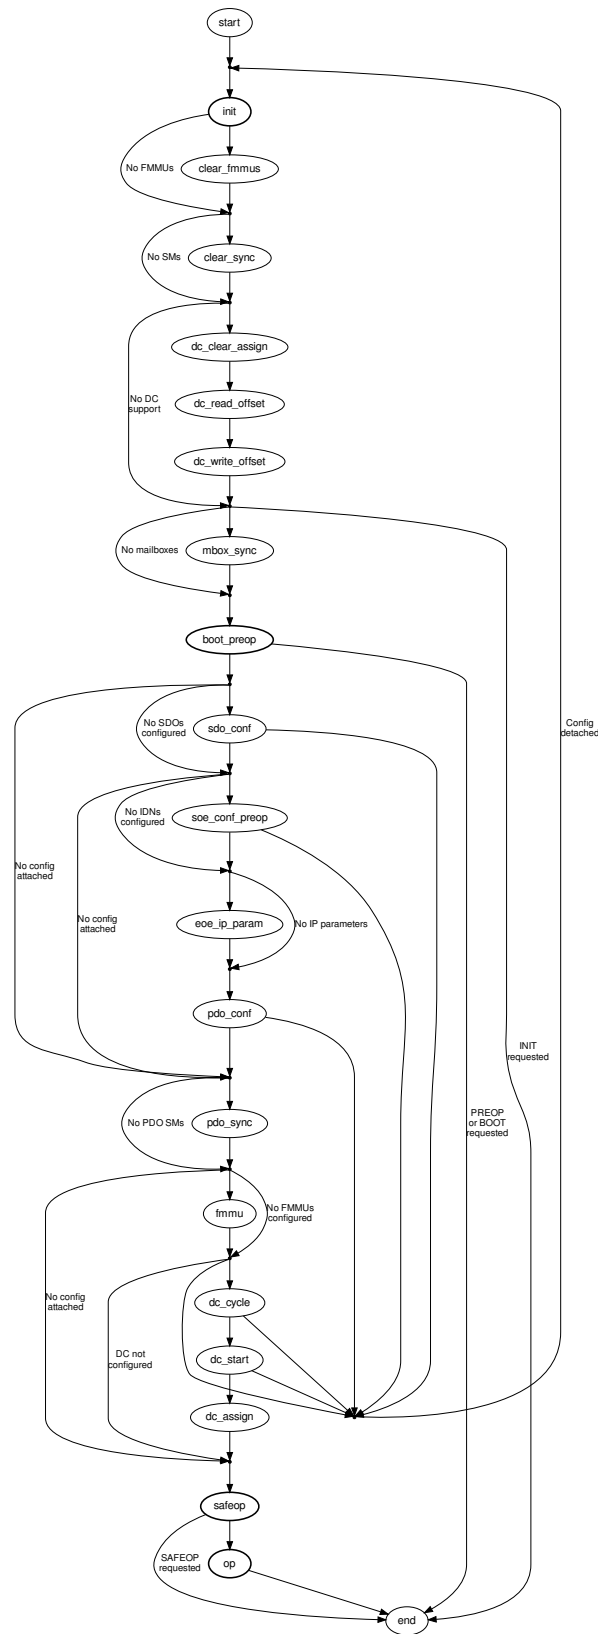 start
init
No FMMUs
clear_fmmus
No SMs
clear_sync
dc_clear_assign
No DC
support
dc_read_offset
dc_write_offset
No mailboxes
mbox_sync
boot_preop
No SDOs
configured
sdo_conf
Config
detached
No IDNs
configured
soe_conf_preop
No config
attached
No config
attached
eoe_ip_param
No IP parameters
pdo_conf
INIT
requested
No PDO SMs
pdo_sync
PREOP
or BOOT
requested
fmmu
No FMMUs
configured
No config
attached
dc_cycle
DC not
configured
dc_start
dc_assign
safeop
SAFEOP
requested
op
end